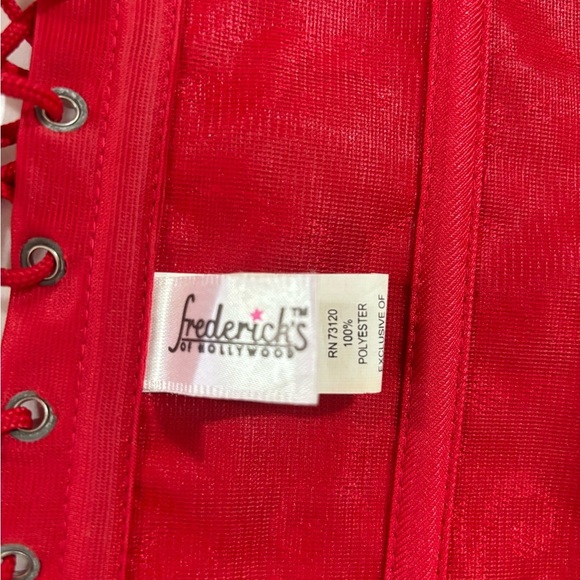 frederick's™
OF HOLLYWOOD
RN 73120
100%
POLYESTER
EXCLUSIVE OF